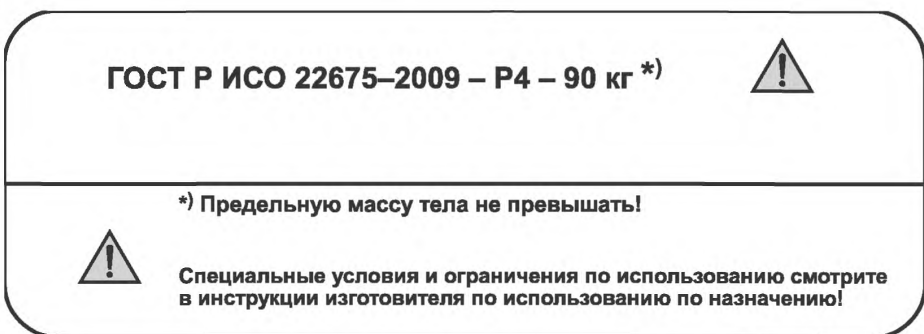 ГОСТ Р ИСО 22675–2009 – P4 – 90 кг *)
*) Предельную массу тела не превышать!
Специальные условия и ограничения по использованию смотрите
в инструкции изготовителя по использованию по назначению!